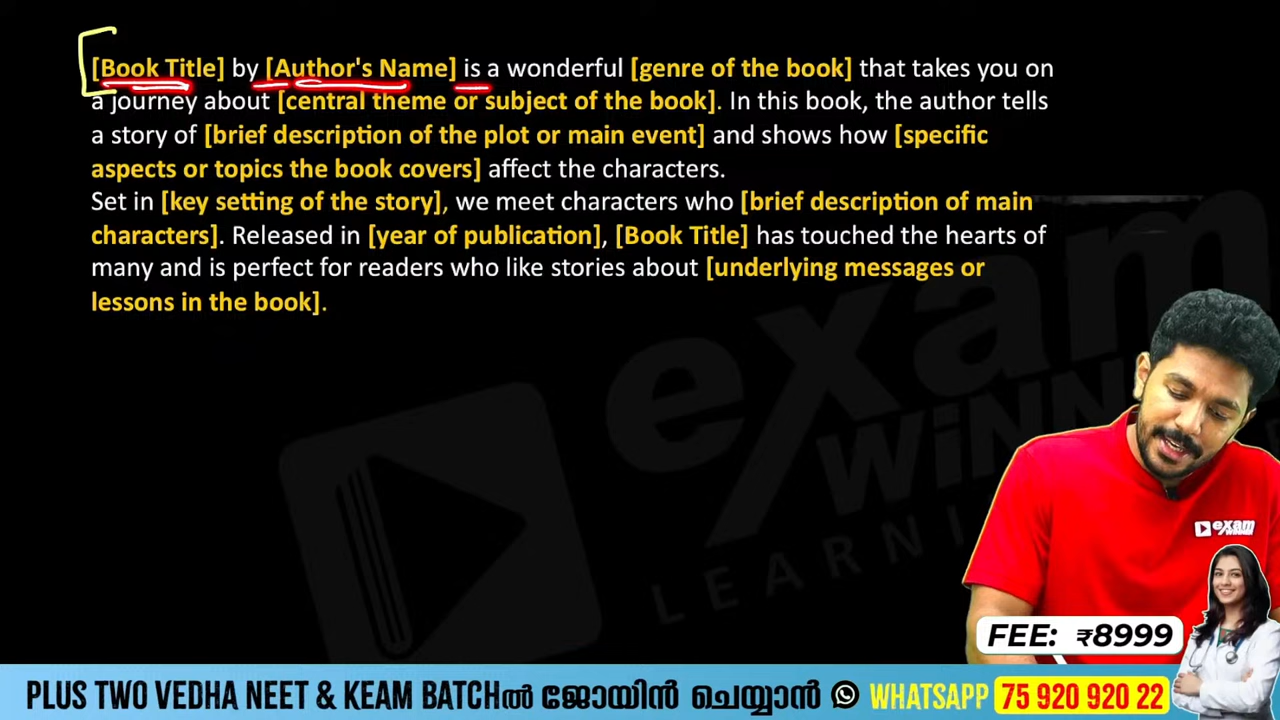 [Book Title] by [Author's Name] is a wonderful [genre of the book] that takes you on
a journey about [central theme or subject of the book]. In this book, the author tells
a story of [brief description of the plot or main event] and shows how [specific
aspects or topics the book covers] affect the characters.
Set in [key setting of the story], we meet characters who [brief description of main
characters]. Released in [year of publication], [Book Title] has touched the hearts of
many and is perfect for readers who like stories about [underlying messages or
lessons in the book].
exam
WiNN
LEARNI
exam
WINNER
FEE: ₹8999
PLUS TWO VEDHA NEET & KEAM BATCHൽ ജോയിൻ ചെയ്യാൻ WHATSAPP 75 920 920 22